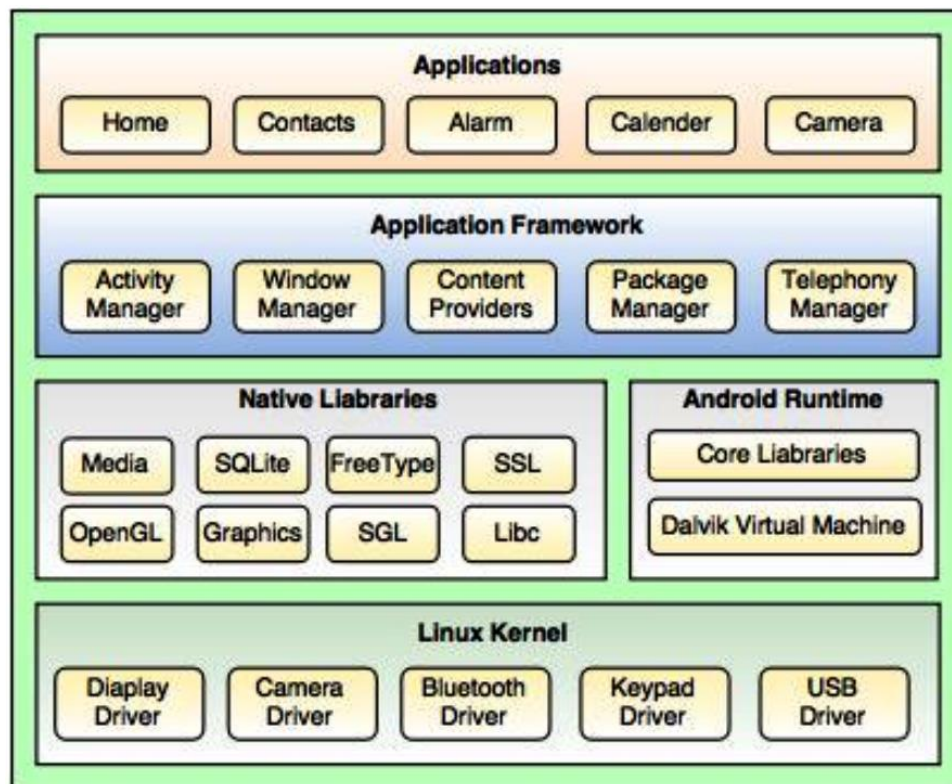 Applications
Home Contacts Alarm Calender Camera
Application Framework
Activity Manager
Window Manager
Content Providers
Package Manager
Telephony Manager
Native Liabraries
Media SQLite FreeType SSL
OpenGL Graphics SGL Libc
Android Runtime
Core Liabraries
Dalvik Virtual Machine
Linux Kernel
Diaplay Driver
Camera Driver
Bluetooth Driver
Keypad Driver
USB Driver